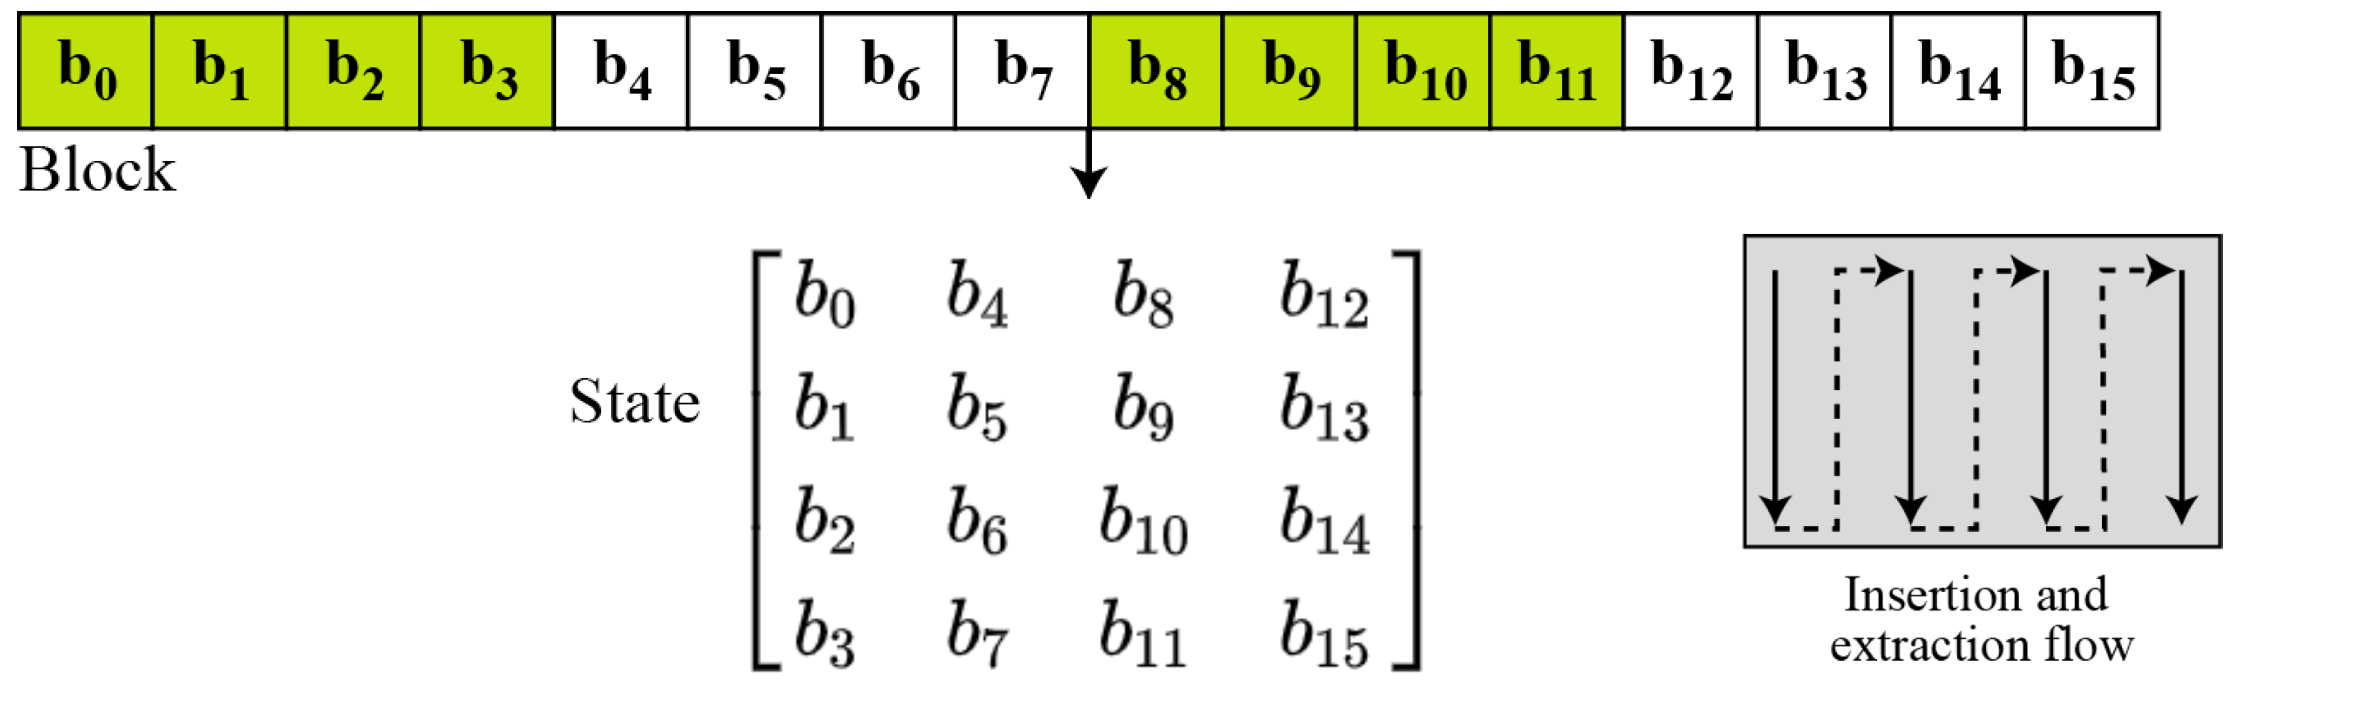 b0 b1 b2 b3 b4 b5 b6 b7 b8 b9 b10 b11 b12 b13 b14 b15
Block
b0 b4 b8 b12
b1 b5 b9 b13
State
b2 b6 b10 b14
b3 b7 b11 b15
Insertion and
extraction flow